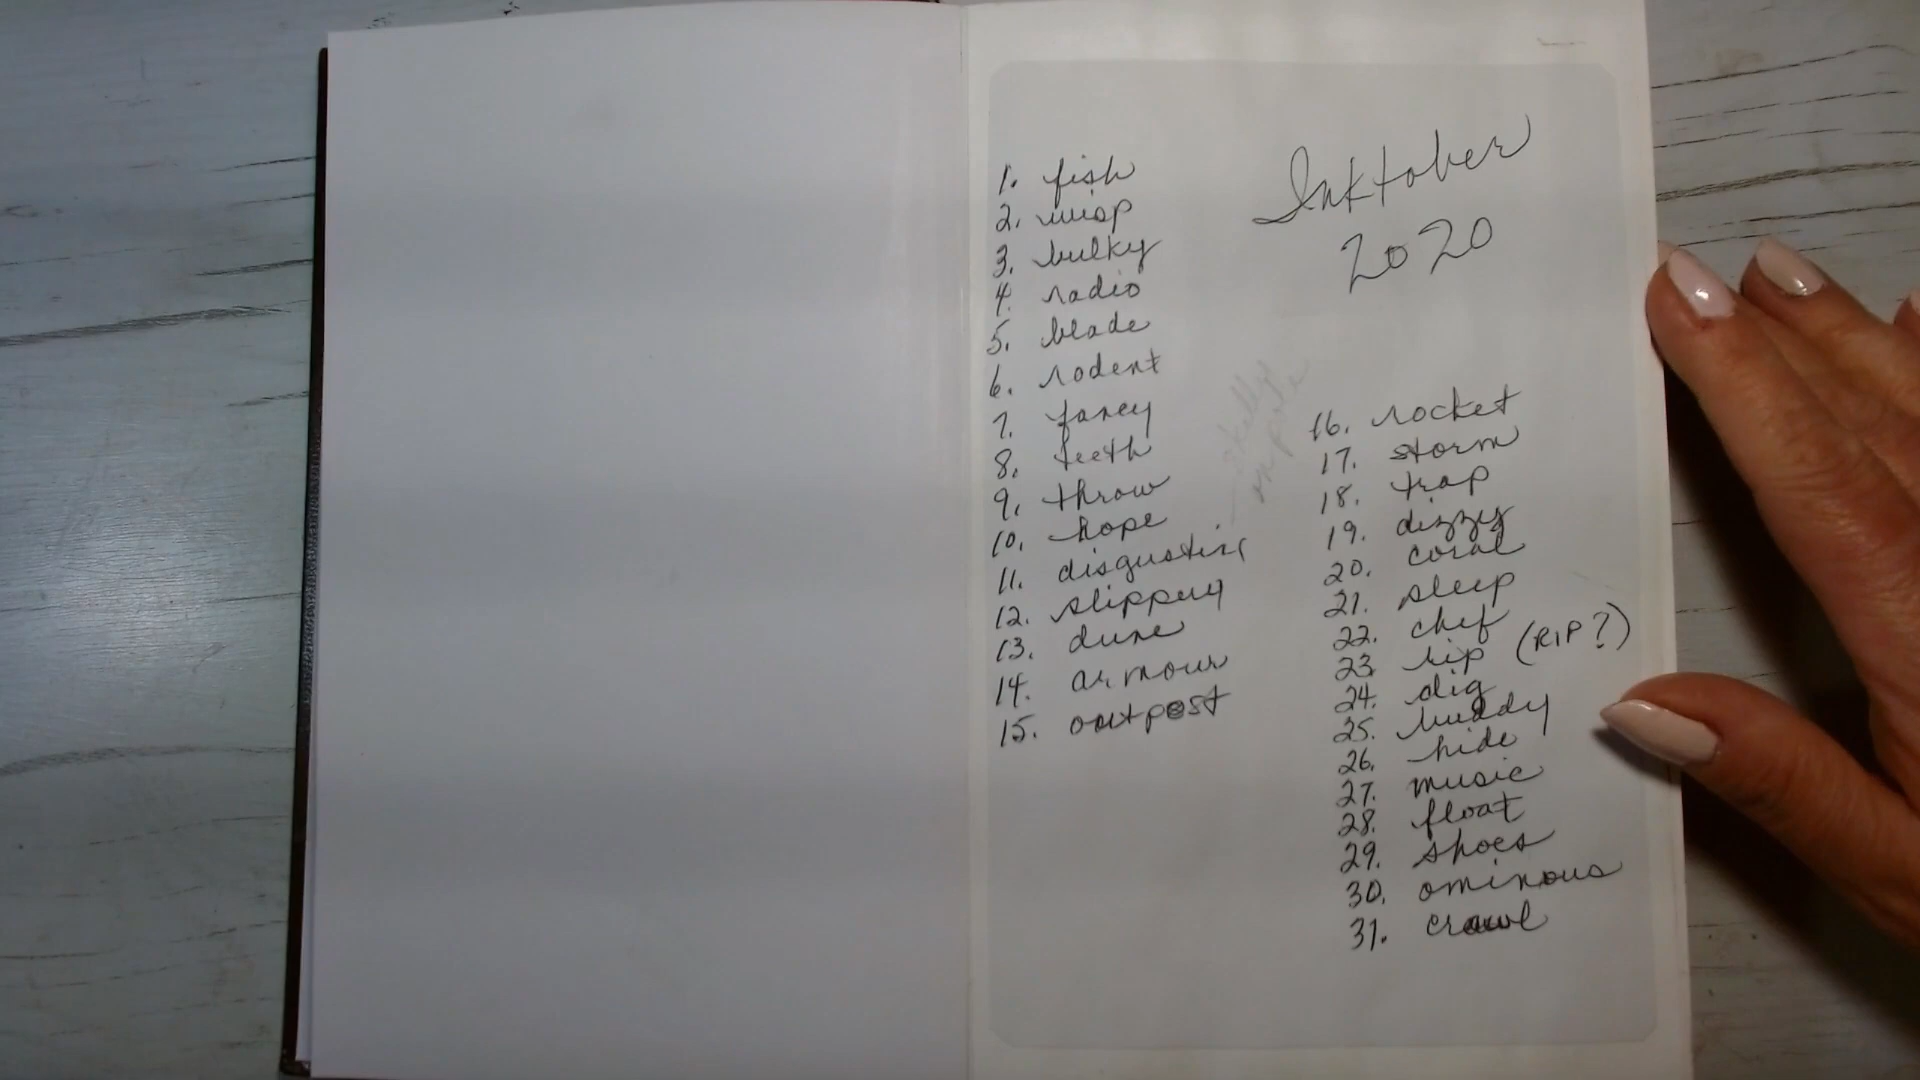 Inktober
2020
1. fish
2. wisp
3. bulky
4. radio
5. blade
6. rodent
7. fancy
8. teeth
9. throw
10. hope
11. disgusting
12. slippery
13. dune
14. armour
15. outpost
16. rocket
17. storm
18. trap
19. dizzy
20. coral
21. sleep
22. chef
23. rip (RIP?)
24. dig
25. buddy
26. hide
27. music
28. float
29. shoes
30. ominous
31. crawl